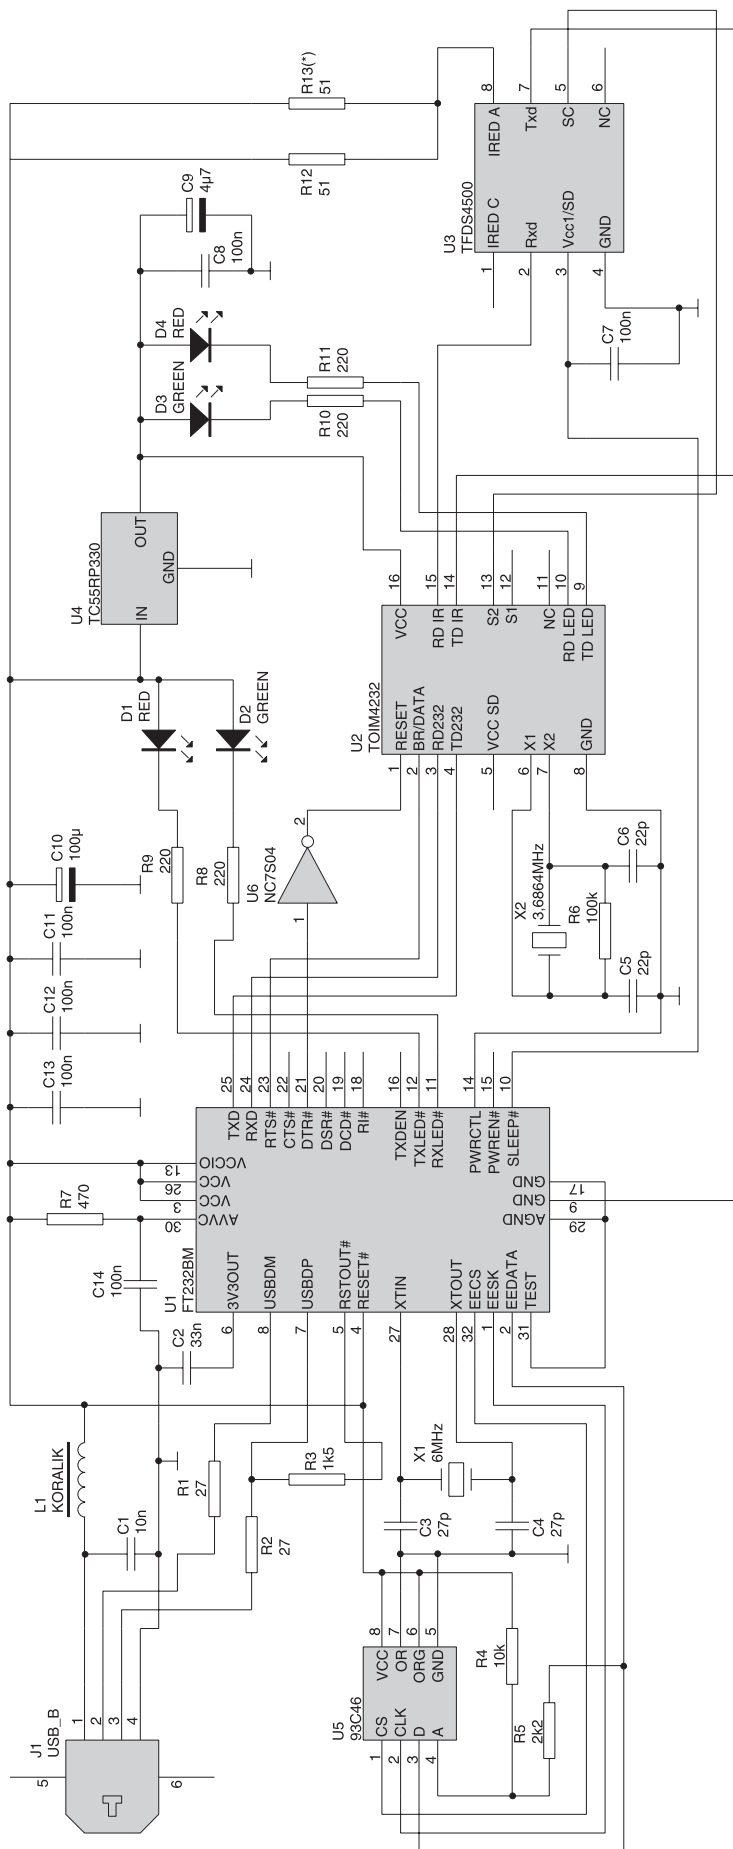 R13(*)
51
R12
51
C9
4µ7
C8
100n
D4
RED
D3
GREEN
R11
220
R10
220
U3
TFDS4500
IRED A
8
Txd
7
SC
5
NC
6
IRED C
1
Rxd
2
Vcc1/SD
3
GND
4
C7
100n
U4
TC55RP330
OUT
GND
IN
D1
RED
D2
GREEN
U2
TOIM4232
VCC
16
RD IR
15
TD IR
14
S2
13
S1
12
NC
11
RD LED
10
TD LED
9
RESET
1
BR/DATA
2
RD232
3
TD232
4
VCC SD
5
X1
6
X2
7
GND
8
C10
100µ
C11
100n
C12
100n
C13
100n
R9
220
R8
220
U6
NC7S04
2
1
X2
3,6864MHz
R6
100k
C6
22p
C5
22p
R7
470
C14
100n
U1
FT232BM
TXD
25
RXD
24
RTS#
23
CTS#
22
DTR#
21
DSR#
20
DCD#
19
RI#
18
TXDEN
16
TXLED#
12
RXLED#
11
PWRCTL
14
PWREN#
15
SLEEP#
10
VCCIO
13
VCC
26
VCC
3
AVVC
30
GND
17
GND
9
AGND
29
3V3OUT
6
USBDM
8
USBDP
7
RSTOUT#
5
RESET#
4
XTIN
27
XTOUT
28
EECS
32
EESK
1
EEDATA
2
TEST
31
C2
33n
L1
KORALIK
C1
10n
R1
27
R2
27
R3
1k5
X1
6MHz
C3
27p
C4
27p
J1
USB_B
1
2
3
4
5
6
U5
93C46
VCC
8
OR
7
ORG
6
GND
5
CS
1
CLK
2
D
3
A
4
R4
10k
R5
2k2